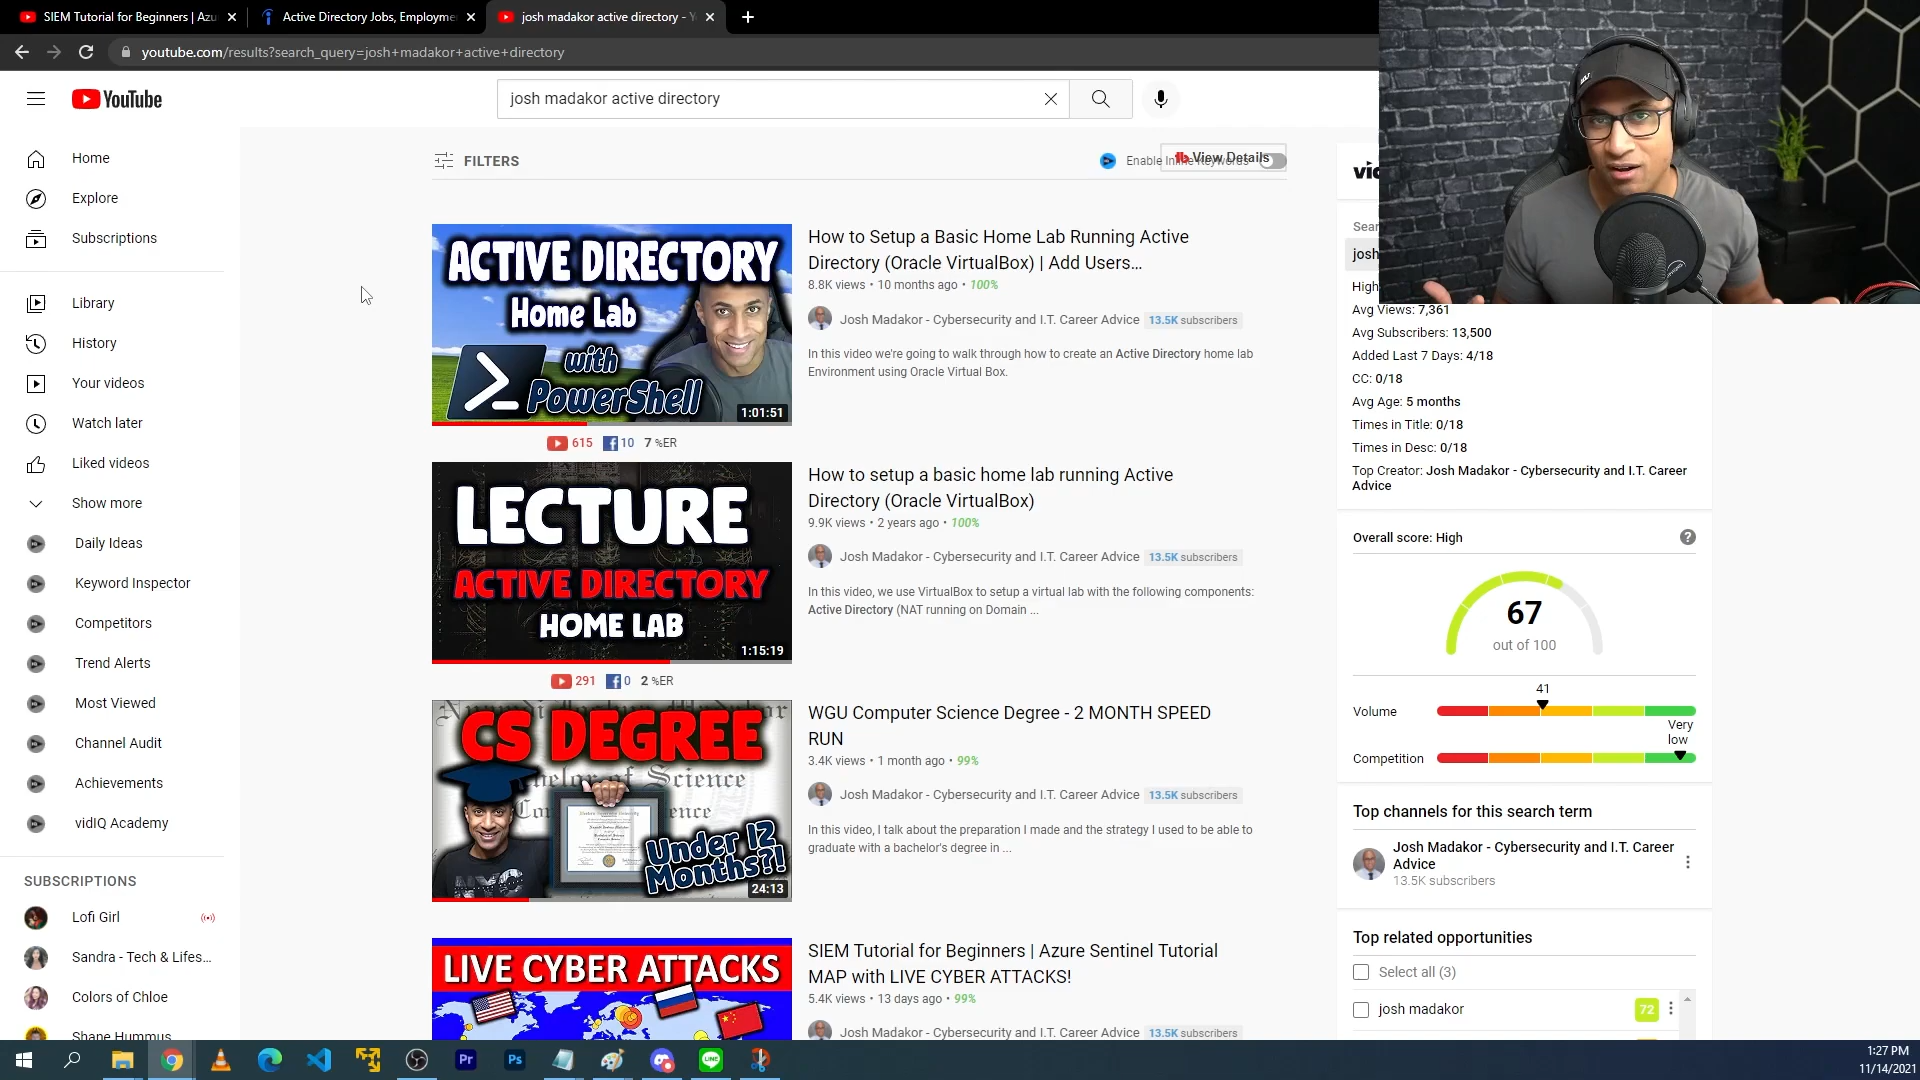 SIEM Tutorial for Beginners | Azu
Active Directory Jobs, Employme
josh madakor active directory - Y
youtube.com/results?search_query=josh+madakor+active+directory
YouTube
josh madakor active directory
Home
Explore
Subscriptions
Library
History
Your videos
Watch later
Liked videos
Show more
Daily Ideas
Keyword Inspector
Competitors
Trend Alerts
Most Viewed
Channel Audit
Achievements
vidIQ Academy
SUBSCRIPTIONS
Lofi Girl
Sandra - Tech & Lifes...
Colors of Chloe
Shane Hummus
FILTERS
Enable Inline Keywords
View Details
ACTIVE DIRECTORY
Home Lab
with
PowerShell
1:01:51
615 10 7 %ER
How to Setup a Basic Home Lab Running Active
Directory (Oracle VirtualBox) | Add Users...
8.8K views • 10 months ago • 100%
Josh Madakor - Cybersecurity and I.T. Career Advice 13.5K subscribers
In this video we're going to walk through how to create an Active Directory home lab
Environment using Oracle Virtual Box.
LECTURE
ACTIVE DIRECTORY
HOME LAB
1:15:19
291 0 2 %ER
How to setup a basic home lab running Active
Directory (Oracle VirtualBox)
9.9K views • 2 years ago • 100%
Josh Madakor - Cybersecurity and I.T. Career Advice 13.5K subscribers
In this video, we use VirtualBox to setup a virtual lab with the following components:
Active Directory (NAT running on Domain ...
CS DEGREE
Under 12
Months?!
24:13
WGU Computer Science Degree - 2 MONTH SPEED
RUN
3.4K views • 1 month ago • 99%
Josh Madakor - Cybersecurity and I.T. Career Advice 13.5K subscribers
In this video, I talk about the preparation I made and the strategy I used to be able to
graduate with a bachelor's degree in ...
LIVE CYBER ATTACKS
SIEM Tutorial for Beginners | Azure Sentinel Tutorial
MAP with LIVE CYBER ATTACKS!
5.4K views • 13 days ago • 99%
Josh Madakor - Cybersecurity and I.T. Career Advice 13.5K subscribers
vic
Sear
josh
High
Avg Views: 7,361
Avg Subscribers: 13,500
Added Last 7 Days: 4/18
CC: 0/18
Avg Age: 5 months
Times in Title: 0/18
Times in Desc: 0/18
Top Creator: Josh Madakor - Cybersecurity and I.T. Career
Advice
Overall score: High
?
67
out of 100
41
Volume
Very
low
Competition
Top channels for this search term
Josh Madakor - Cybersecurity and I.T. Career
Advice
13.5K subscribers
Top related opportunities
Select all (3)
josh madakor 72
Pr
Ps
LINE
1:27 PM
11/14/2021